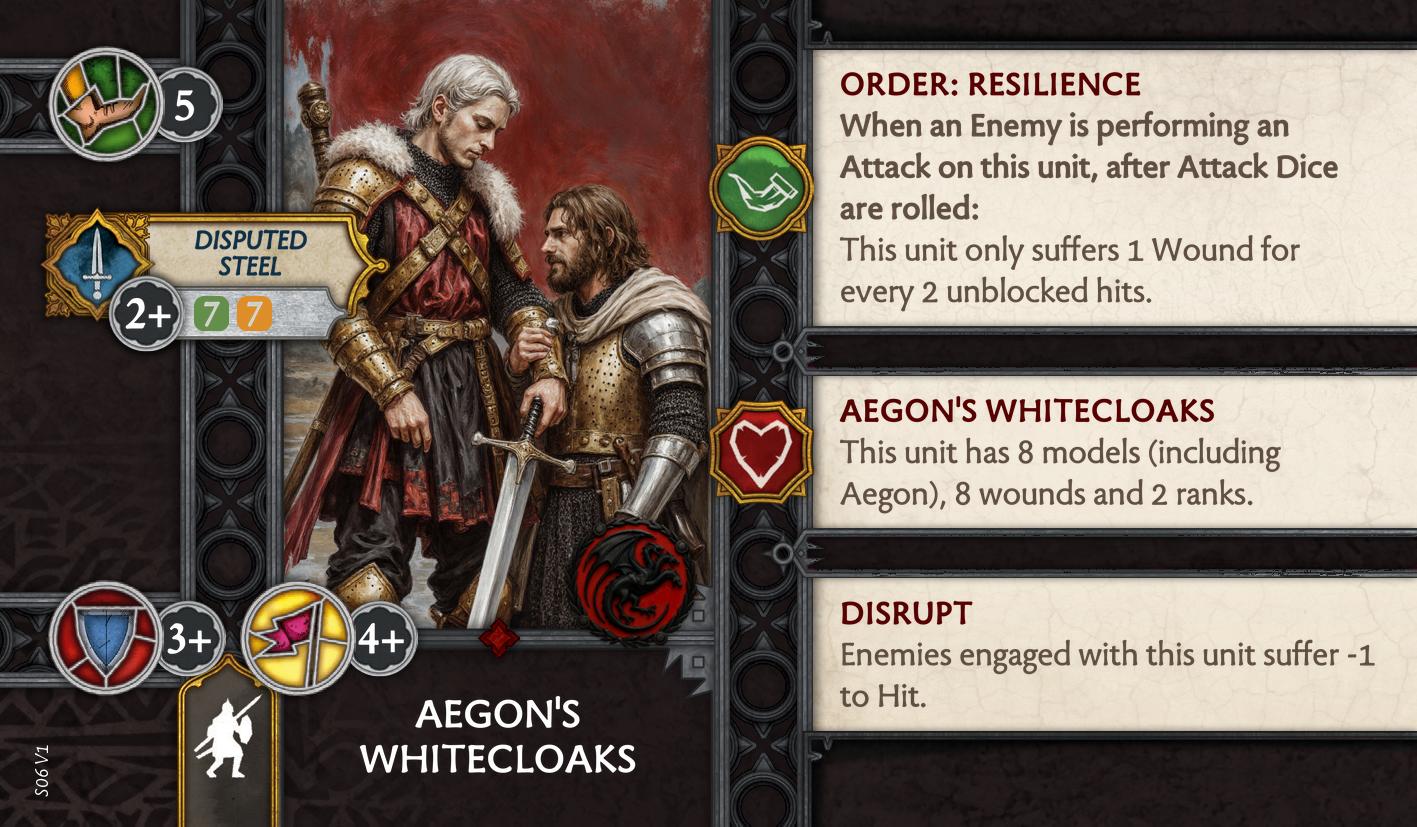 5
DISPUTED
STEEL
2+ 7 7
3+ 4+
AEGON'S
WHITECLOAKS
S06 V1
ORDER: RESILIENCE
When an Enemy is performing an
Attack on this unit, after Attack Dice
are rolled:
This unit only suffers 1 Wound for
every 2 unblocked hits.
AEGON'S WHITECLOAKS
This unit has 8 models (including
Aegon), 8 wounds and 2 ranks.
DISRUPT
Enemies engaged with this unit suffer -1
to Hit.